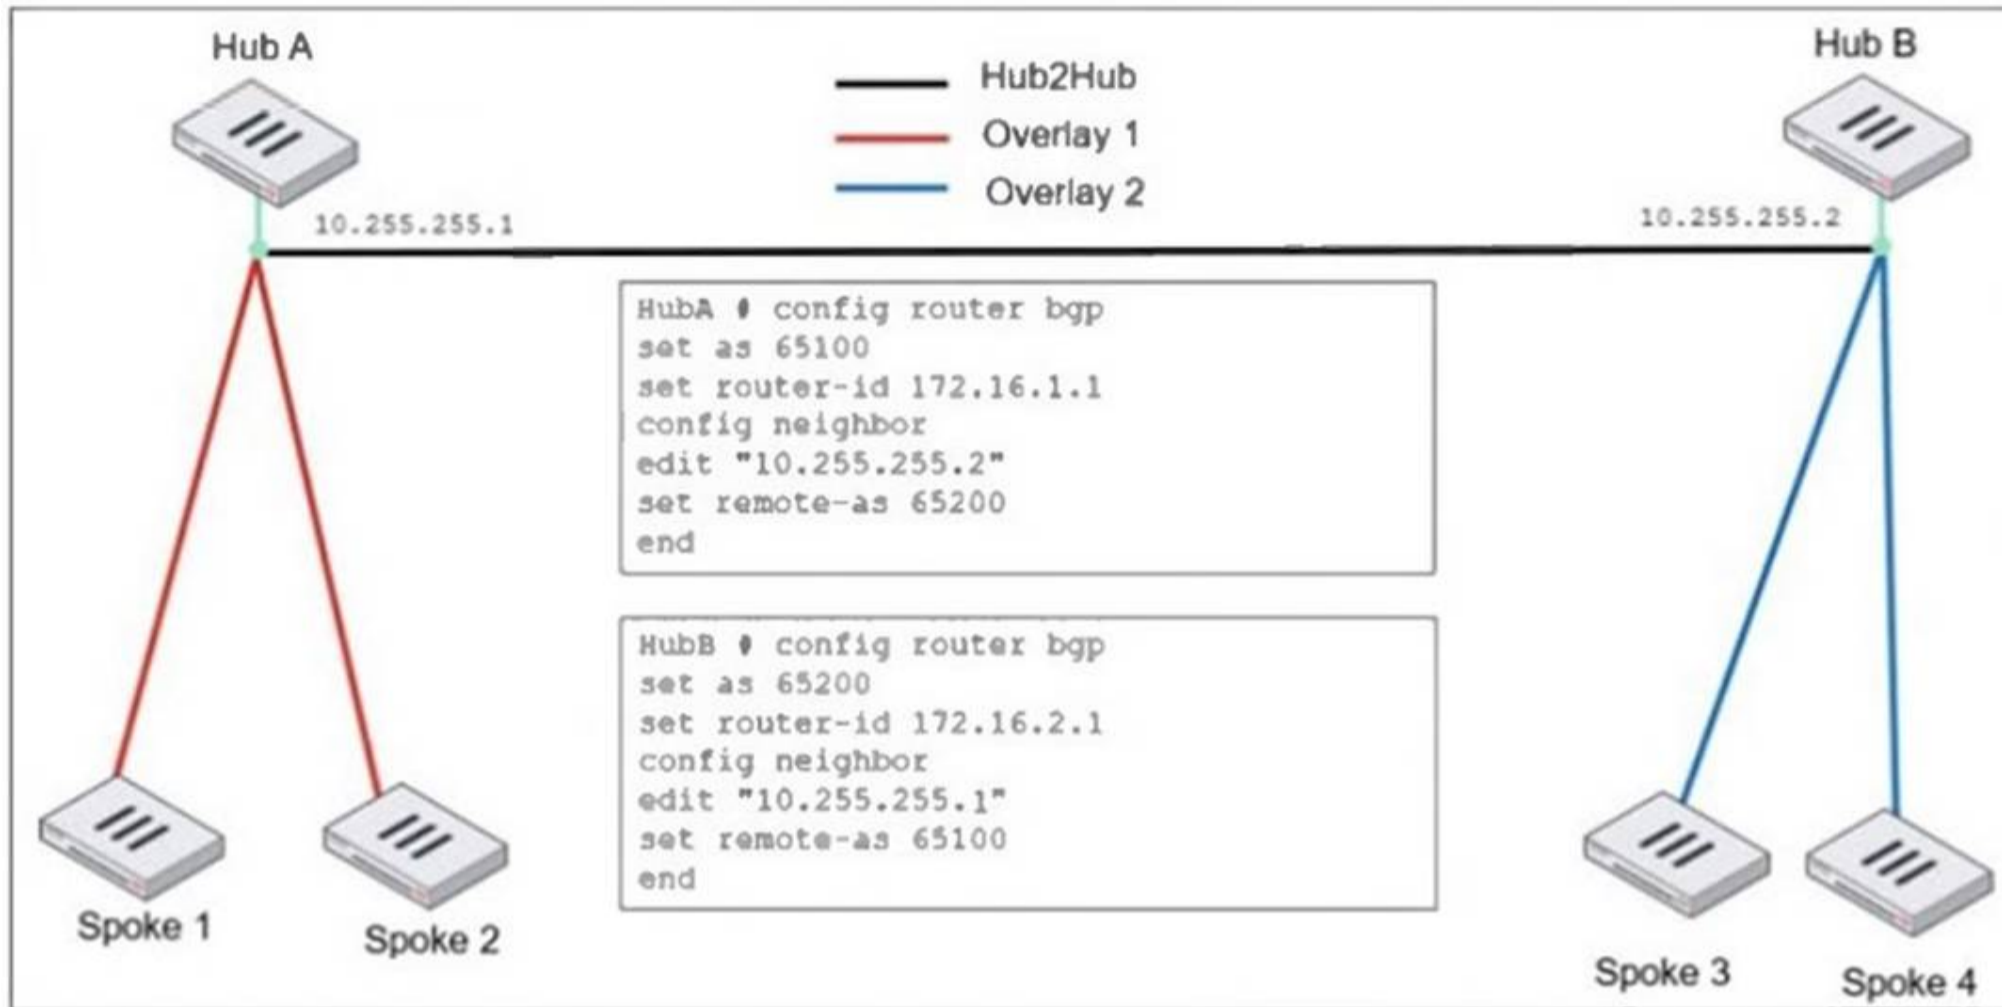 Hub A
Hub B
Hub2Hub
Overlay 1
Overlay 2
10.255.255.1
10.255.255.2
HubA # config router bgp
set as 65100
set router-id 172.16.1.1
config neighbor
edit "10.255.255.2"
set remote-as 65200
end
HubB # config router bgp
set as 65200
set router-id 172.16.2.1
config neighbor
edit "10.255.255.1"
set remote-as 65100
end
Spoke 1
Spoke 2
Spoke 3
Spoke 4